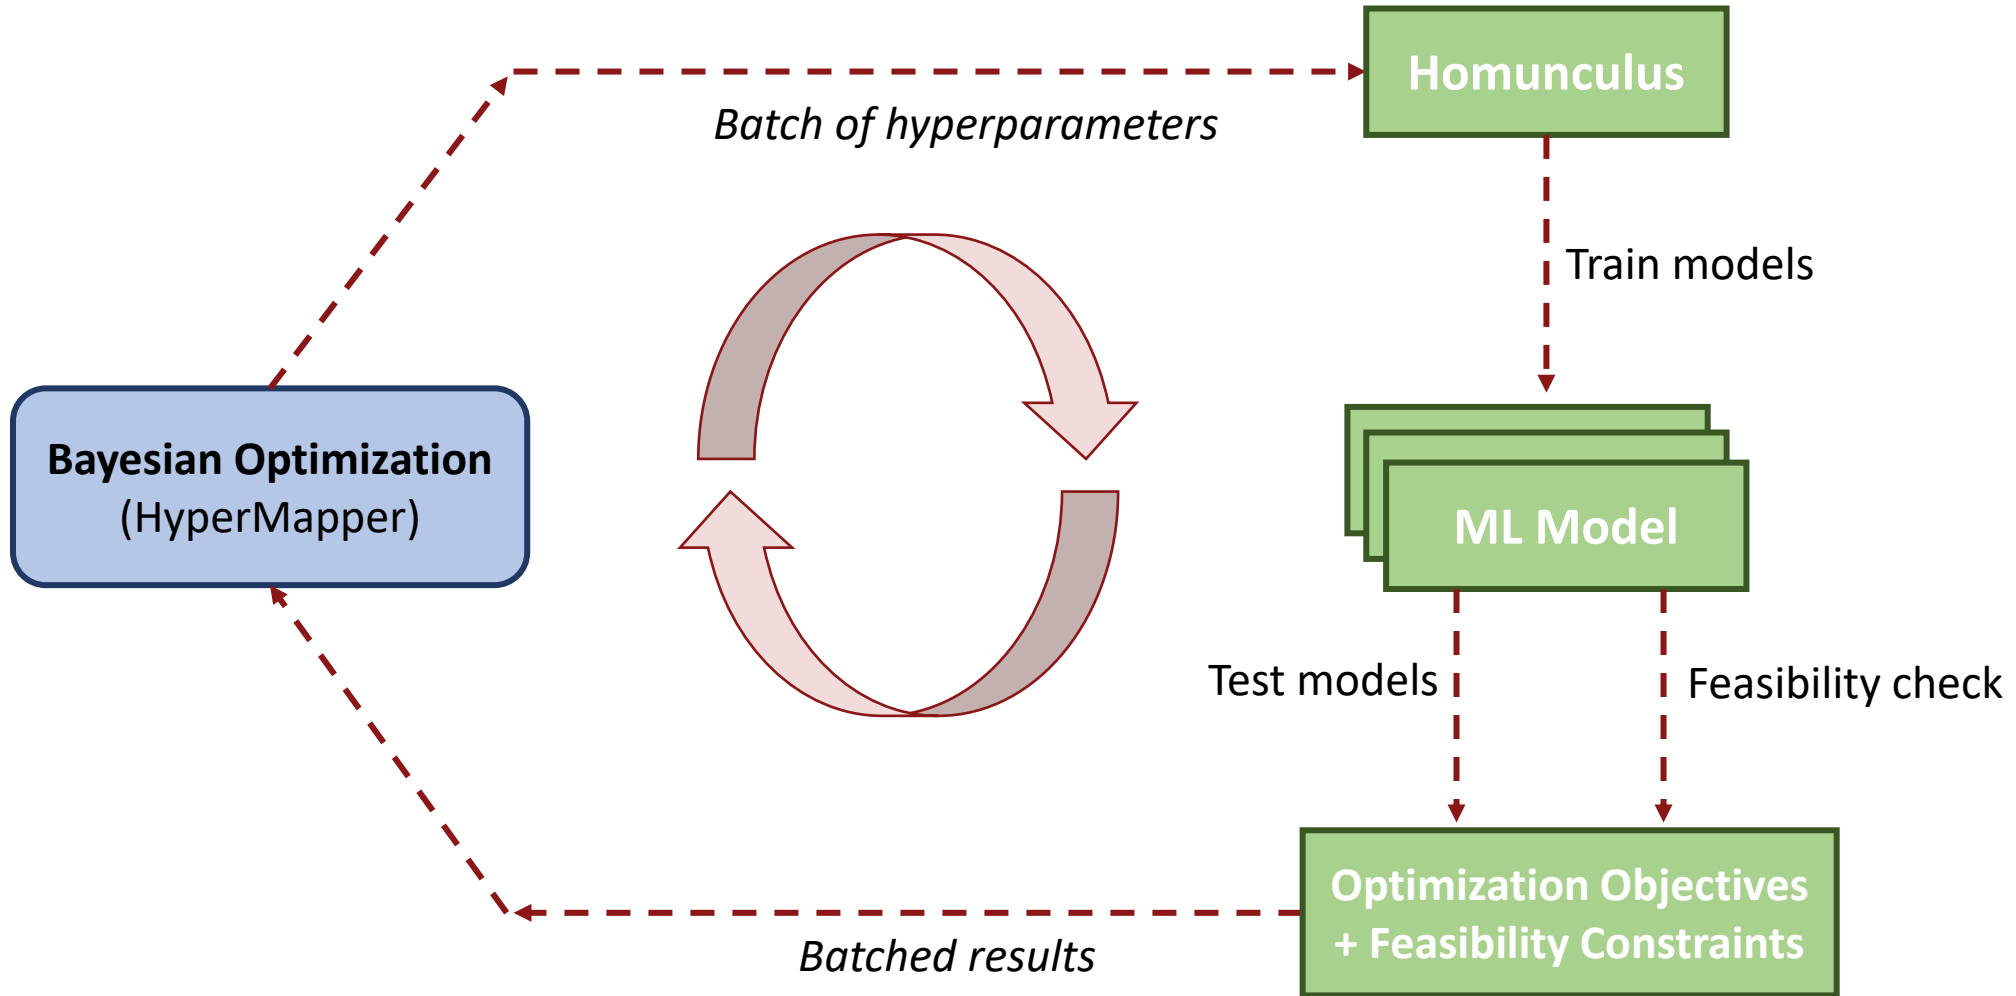 Homunculus
Batch of hyperparameters
Train models
Bayesian Optimization
(HyperMapper)
ML Model
Test models
Feasibility check
Optimization Objectives
+ Feasibility Constraints
Batched results